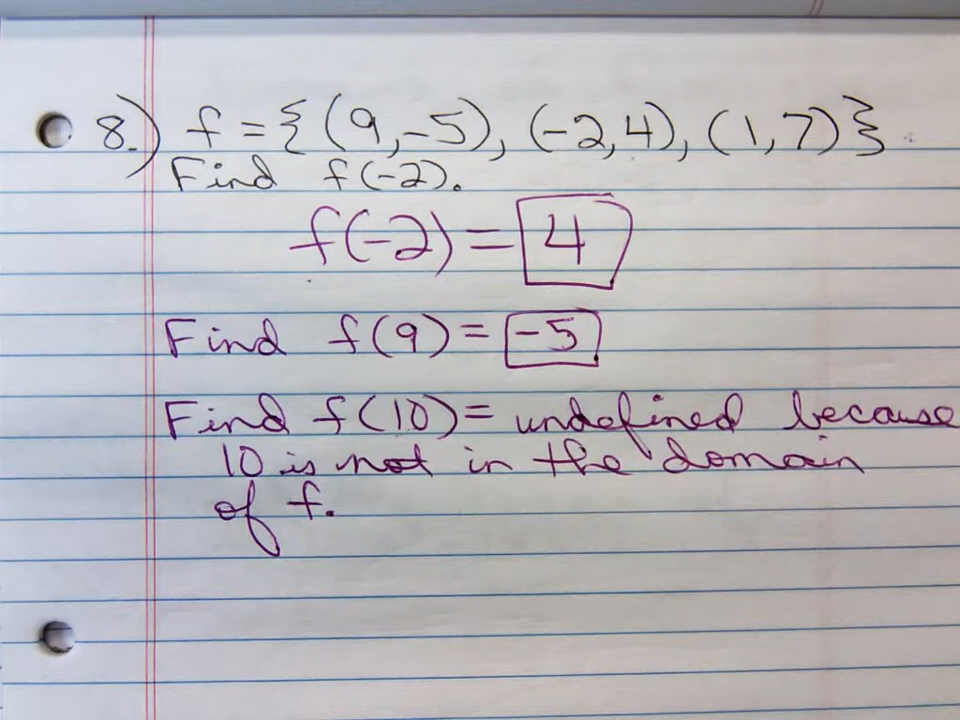 8.) f = {(9,-5), (-2,4), (1,7)}
Find f(-2).
f(-2) = 4
Find f(9) = -5
Find f(10) = undefined because
10 is not in the domain
of f.